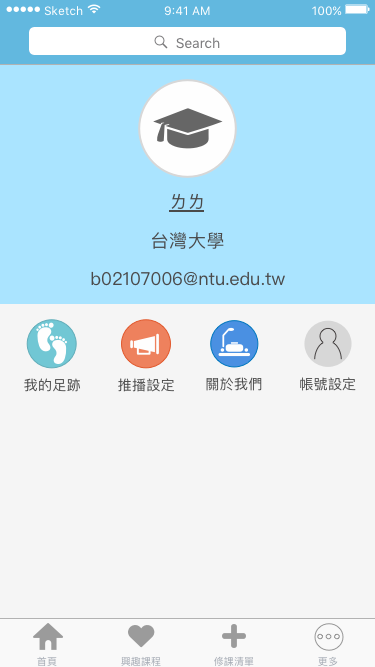 Sketch 9:41 AM 100%
Search
ㄌㄌ
台灣大學
b02107006@ntu.edu.tw
我的足跡 推播設定 關於我們 帳號設定
首頁 興趣課程 修課清單 更多